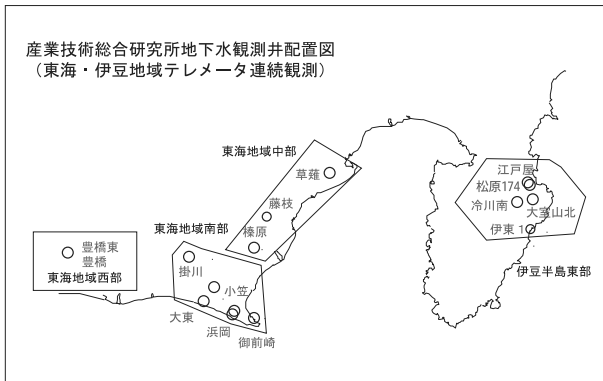 産業技術総合研究所地下水観測井配置図
（東海・伊豆地域テレメータ連続観測）
東海地域中部
草薙
藤枝
榛原
東海地域南部
掛川
小笠
大東
浜岡
御前崎
豊橋東
豊橋
東海地域西部
江戸屋
松原174
冷川南
大室山北
伊東 1
伊豆半島東部